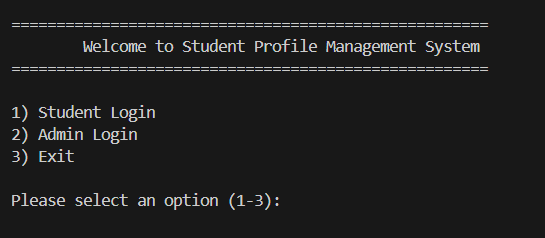 =====================================================
Welcome to Student Profile Management System
=====================================================
1) Student Login
2) Admin Login
3) Exit
Please select an option (1-3):